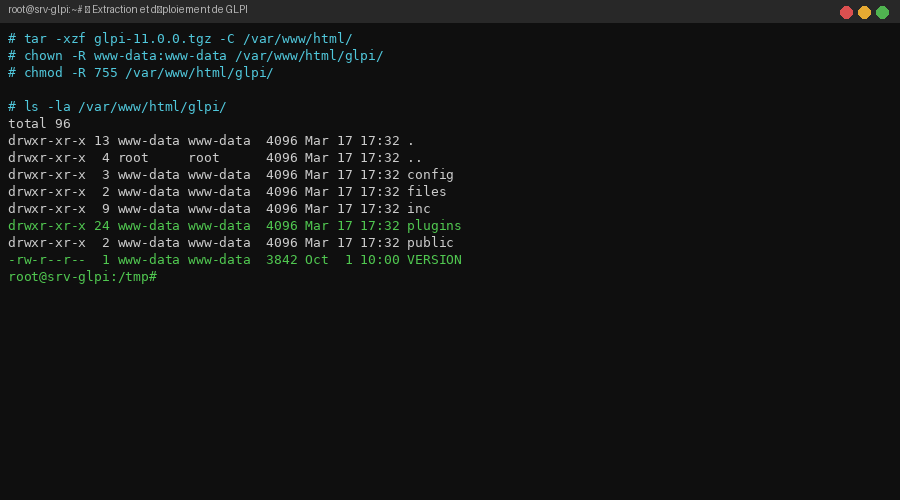 root@srv-glpi:~# ▯ Extraction et d▯ploiement de GLPI
# tar -xzf glpi-11.0.0.tgz -C /var/www/html/
# chown -R www-data:www-data /var/www/html/glpi/
# chmod -R 755 /var/www/html/glpi/
# ls -la /var/www/html/glpi/
total 96
drwxr-xr-x 13 www-data www-data  4096 Mar 17 17:32 .
drwxr-xr-x  4 root     root      4096 Mar 17 17:32 ..
drwxr-xr-x  3 www-data www-data  4096 Mar 17 17:32 config
drwxr-xr-x  2 www-data www-data  4096 Mar 17 17:32 files
drwxr-xr-x  9 www-data www-data  4096 Mar 17 17:32 inc
drwxr-xr-x 24 www-data www-data  4096 Mar 17 17:32 plugins
drwxr-xr-x  2 www-data www-data  4096 Mar 17 17:32 public
-rw-r--r--  1 www-data www-data  3842 Oct  1 10:00 VERSION
root@srv-glpi:/tmp#